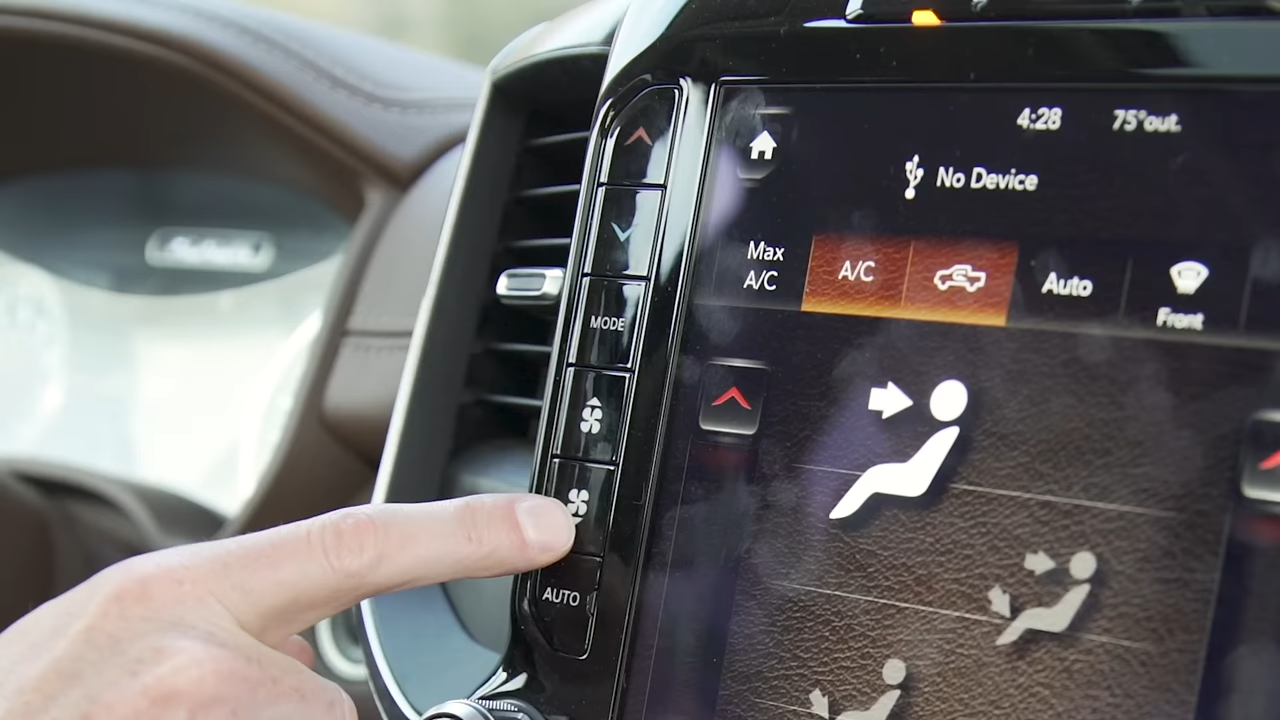 4:28 75°out.
No Device
Max
A/C
A/C
Auto
Front
MODE
AUTO